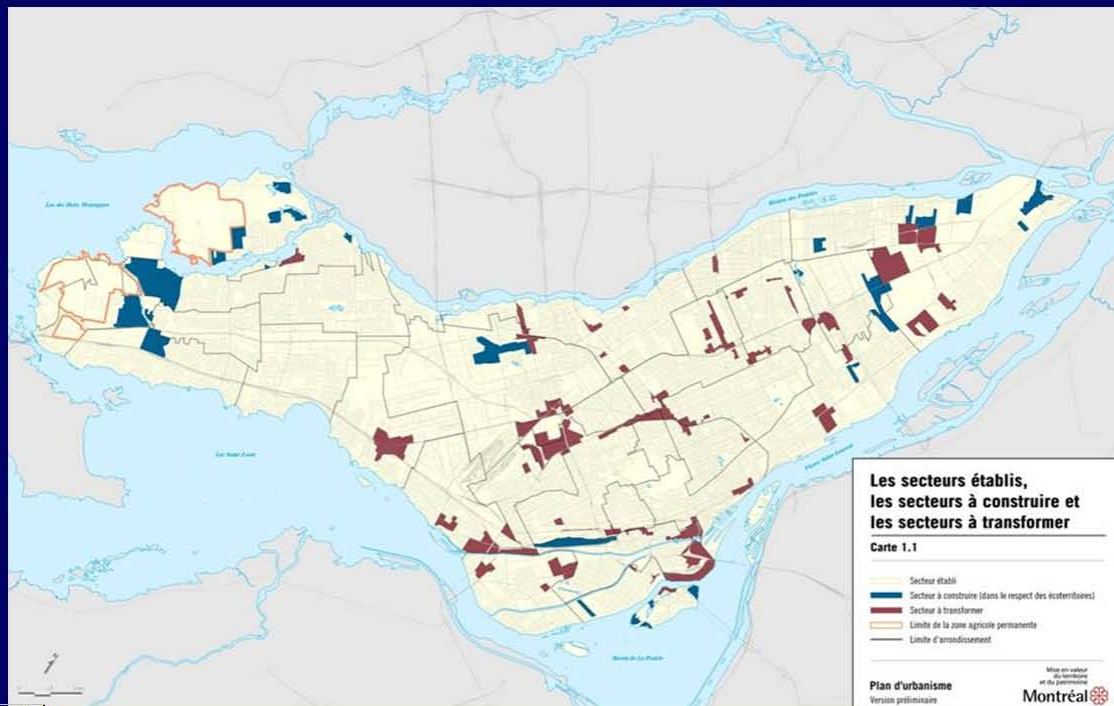 Lac des Deux Montagnes
Rivière des Prairies
Lac Saint-Louis
Fleuve Saint-Laurent
Bassin de La Prairie
Les secteurs établis,
les secteurs à construire et
les secteurs à transformer
Carte 1.1
Secteur établi
Secteur à construire (dans le respect des écoterritoires)
Secteur à transformer
Limite de la zone agricole permanente
Limite d'arrondissement
Plan d'urbanisme
Version préliminaire
Mise en valeur
du territoire
et du patrimoine
Montréal